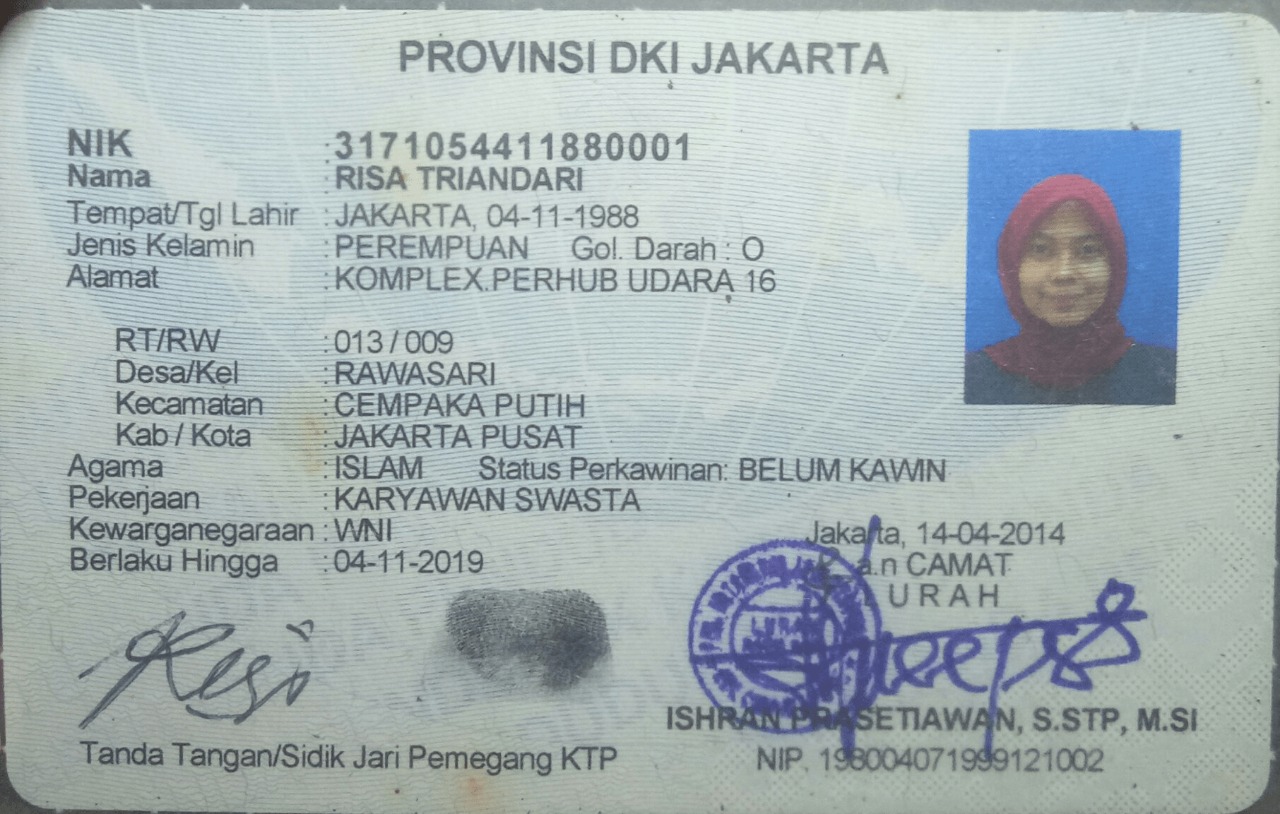 PROVINSI DKI JAKARTA
NIK : 3171054411880001
Nama : RISA TRIANDARI
Tempat/Tgl Lahir : JAKARTA, 04-11-1988
Jenis Kelamin : PEREMPUAN Gol. Darah : O
Alamat : KOMPLEX.PERHUB UDARA 16
RT/RW : 013 / 009
Desa/Kel : RAWASARI
Kecamatan : CEMPAKA PUTIH
Kab / Kota : JAKARTA PUSAT
Agama : ISLAM Status Perkawinan: BELUM KAWIN
Pekerjaan : KARYAWAN SWASTA
Kewarganegaraan : WNI
Berlaku Hingga : 04-11-2019
Jakarta, 14-04-2014
a.n CAMAT
URAH
ISHRAN PRASETIAWAN, S.STP, M.SI
NIP. 198004071999121002
Tanda Tangan/Sidik Jari Pemegang KTP